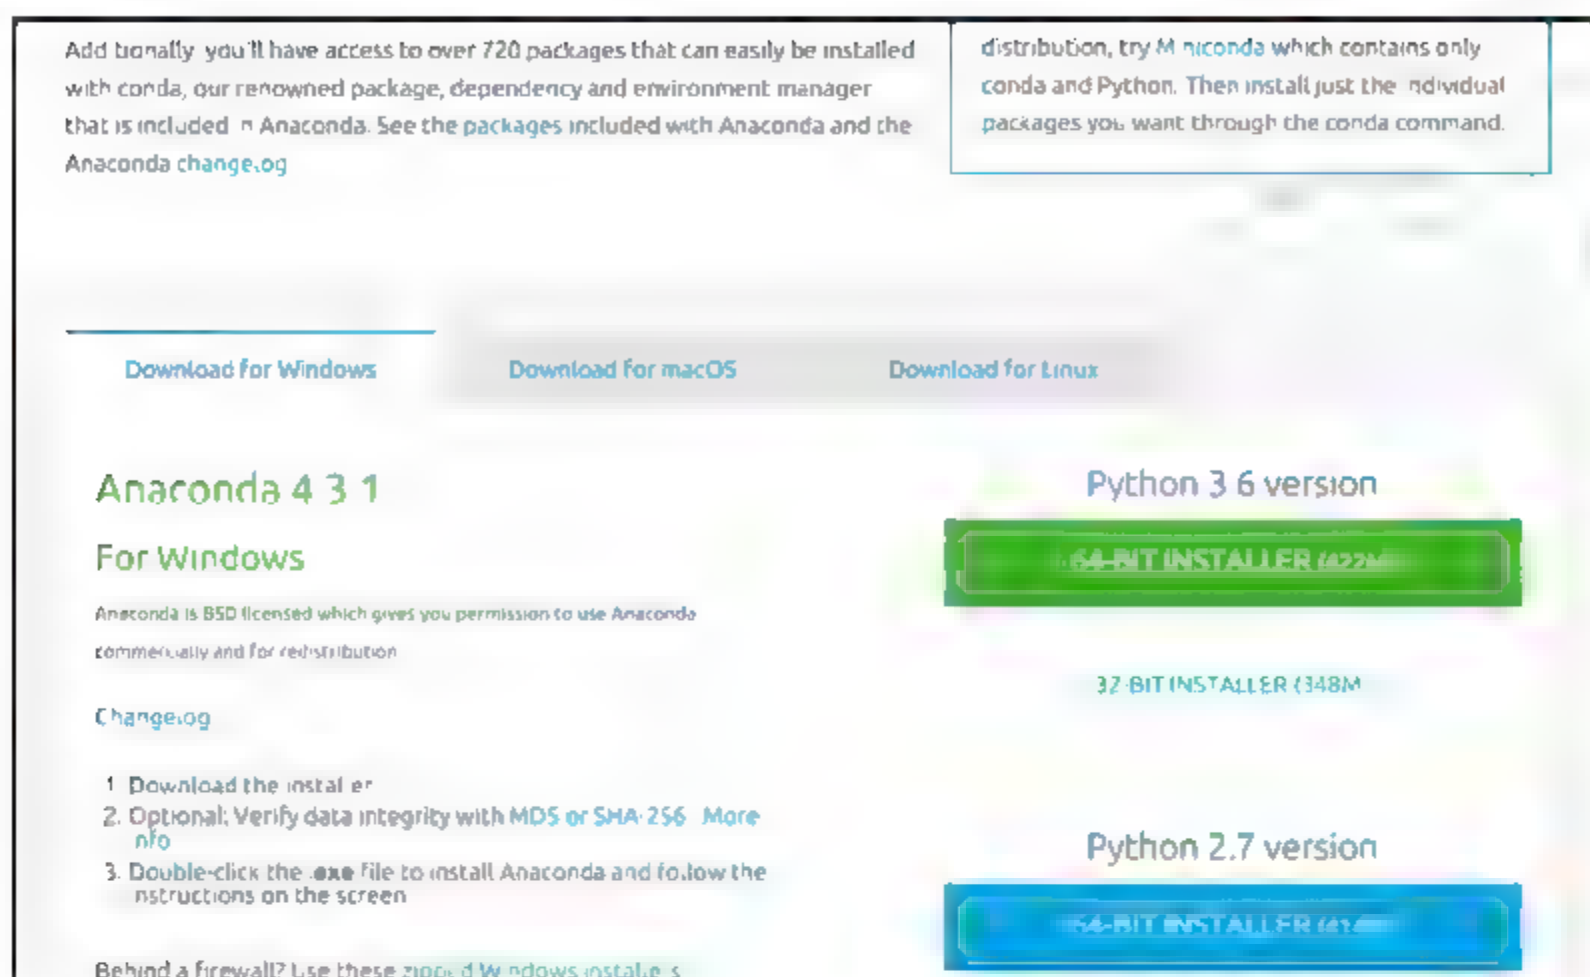 Additionally you'll have access to over 720 packages that can easily be installed
with conda, our renowned package, dependency and environment manager
that is included in Anaconda. See the packages included with Anaconda and the
Anaconda changelog
distribution, try Miniconda which contains only
conda and Python. Then install just the individual
packages you want through the conda command.
Download for Windows
Download for macOS
Download for Linux
Anaconda 4 3 1
For Windows
Anaconda is BSD licensed which gives you permission to use Anaconda
commercially and for redistribution
Changelog
1 Download the installer
2. Optional: Verify data integrity with MD5 or SHA-256 More
info
3. Double-click the .exe file to install Anaconda and follow the
instructions on the screen
Behind a firewall? Use these zipped Windows installers
Python 3 6 version
64-BIT INSTALLER (422M
32-BIT INSTALLER (348M
Python 2.7 version
64-BIT INSTALLER